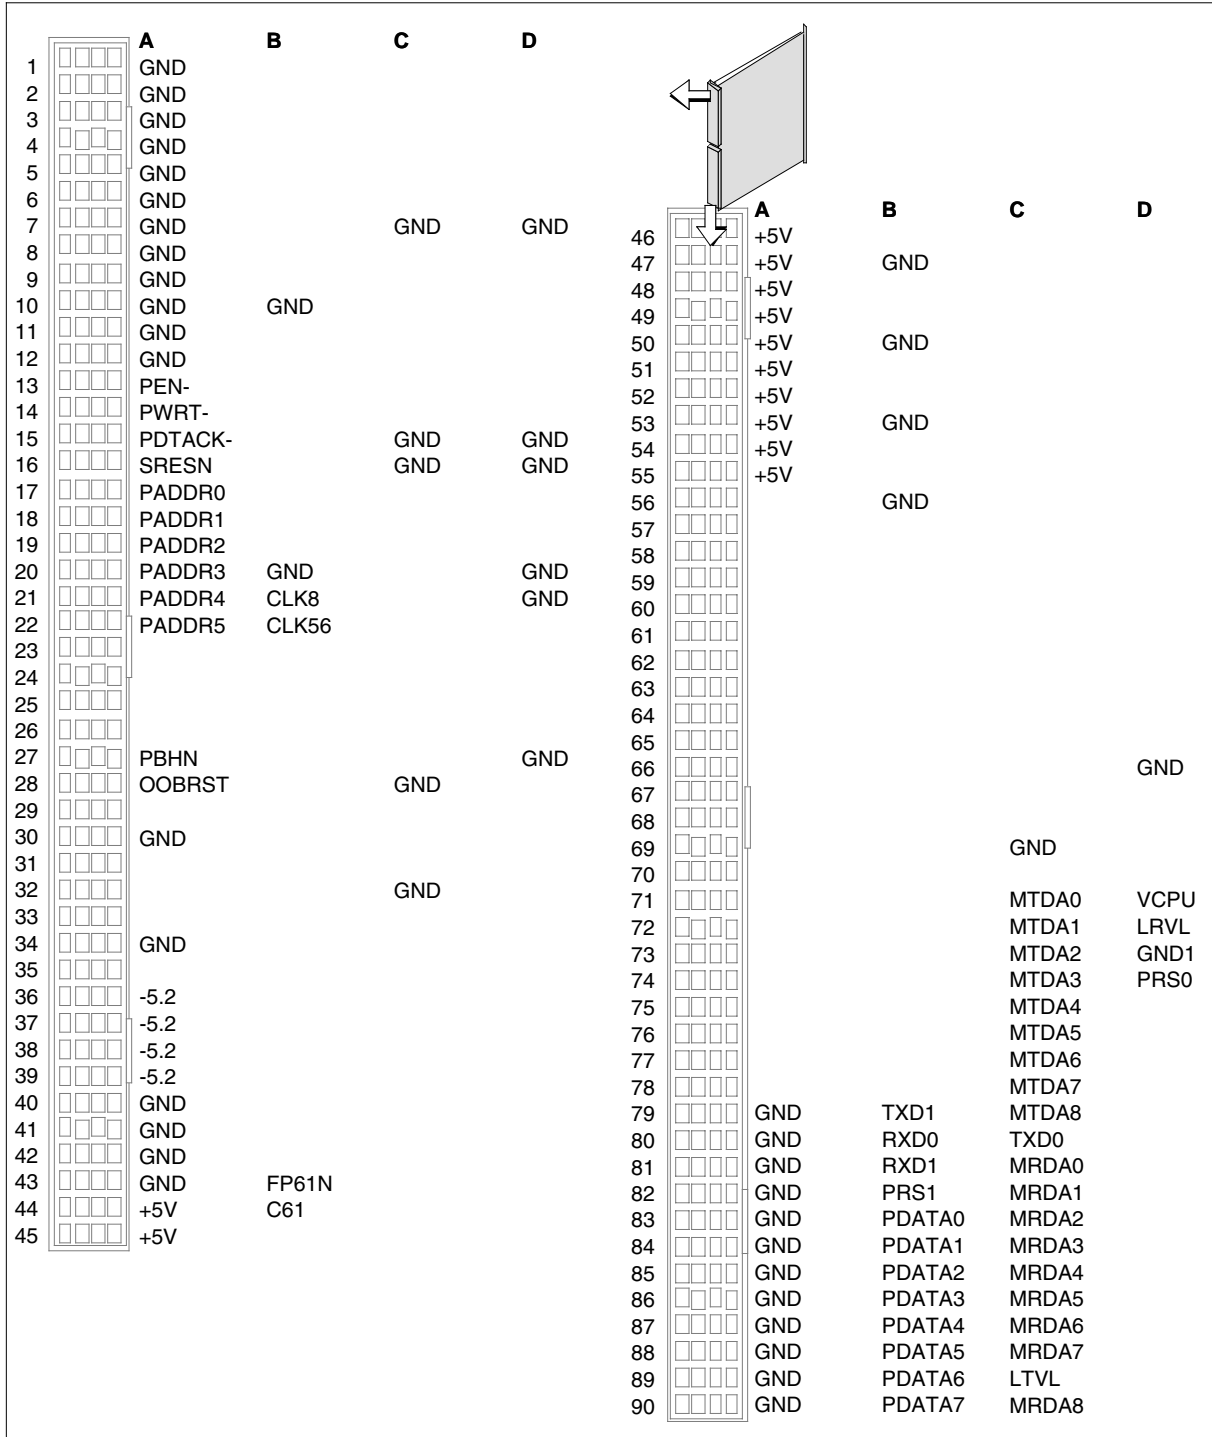 A B C D
1 GND
2 GND
3 GND
4 GND
5 GND
6 GND
7 GND GND GND
8 GND
9 GND
10 GND GND
11 GND
12 GND
13 PEN-
14 PWRT-
15 PDTACK- GND GND
16 SRESN GND GND
17 PADDR0
18 PADDR1
19 PADDR2
20 PADDR3 GND GND
21 PADDR4 CLK8 GND
22 PADDR5 CLK56
23
24
25
26
27 PBHN GND
28 OOBRST GND
29
30 GND
31
32 GND
33
34 GND
35
36 -5.2
37 -5.2
38 -5.2
39 -5.2
40 GND
41 GND
42 GND
43 GND FP61N
44 +5V C61
45 +5V
A B C D
46 +5V
47 +5V GND
48 +5V
49 +5V
50 +5V GND
51 +5V
52 +5V
53 +5V GND
54 +5V
55 +5V
56 GND
57
58
59
60
61
62
63
64
65
66 GND
67
68
69 GND
70
71 MTDA0 VCPU
72 MTDA1 LRVL
73 MTDA2 GND1
74 MTDA3 PRS0
75 MTDA4
76 MTDA5
77 MTDA6
78 MTDA7
79 GND TXD1 MTDA8
80 GND RXD0 TXD0
81 GND RXD1 MRDA0
82 GND PRS1 MRDA1
83 GND PDATA0 MRDA2
84 GND PDATA1 MRDA3
85 GND PDATA2 MRDA4
86 GND PDATA3 MRDA5
87 GND PDATA4 MRDA6
88 GND PDATA5 MRDA7
89 GND PDATA6 LTVL
90 GND PDATA7 MRDA8